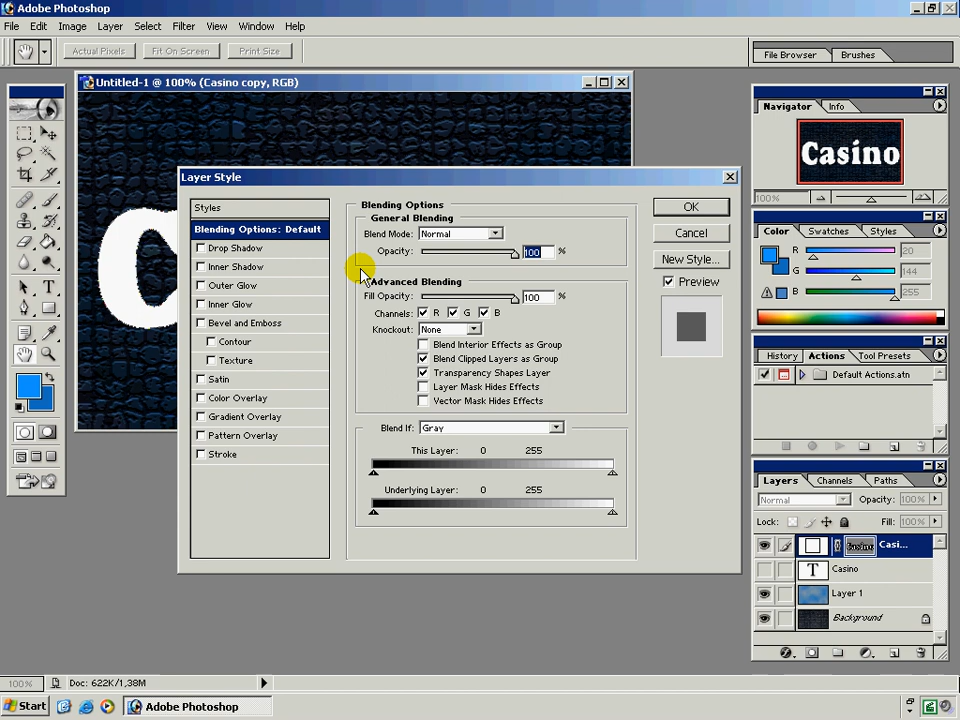 Adobe Photoshop
File Edit Image Layer Select Filter View Window Help
Actual Pixels Fit On Screen Print Size File Browser Brushes
Untitled-1 @ 100% (Casino copy, RGB)
Navigator Info
Casino
100%
Layer Style
Styles
Blending Options: Default
Drop Shadow
Inner Shadow
Outer Glow
Inner Glow
Bevel and Emboss
Contour
Texture
Satin
Color Overlay
Gradient Overlay
Pattern Overlay
Stroke
Blending Options
General Blending
Blend Mode: Normal
Opacity: 100 %
Advanced Blending
Fill Opacity: 100 %
Channels: R G B
Knockout: None
Blend Interior Effects as Group
Blend Clipped Layers as Group
Transparency Shapes Layer
Layer Mask Hides Effects
Vector Mask Hides Effects
Blend If: Gray
This Layer: 0 255
Underlying Layer: 0 255
OK
Cancel
New Style...
Preview
Color Swatches Styles
R 20
G 144
B 255
History Actions Tool Presets
Default Actions.atn
Layers Channels Paths
Normal Opacity: 100%
Lock: Fill: 100%
Casi...
Casino
Layer 1
Background
100% Doc: 622K/1,38M
Start Adobe Photoshop